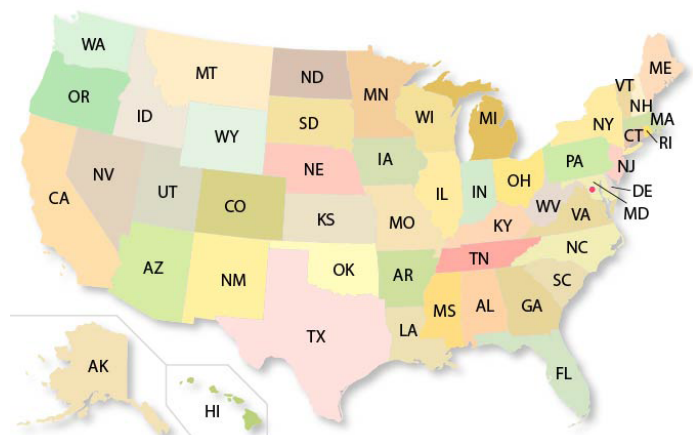 WA
MT
ND
MN
ME
VT
NH
OR
ID
SD
WI
MI
NY
MA
WY
CT
RI
NE
IA
PA
NJ
NV
UT
CO
IL
IN
OH
DE
CA
KS
MO
WV
VA
MD
KY
AZ
NM
OK
AR
TN
NC
MS
AL
GA
SC
TX
LA
FL
AK
HI